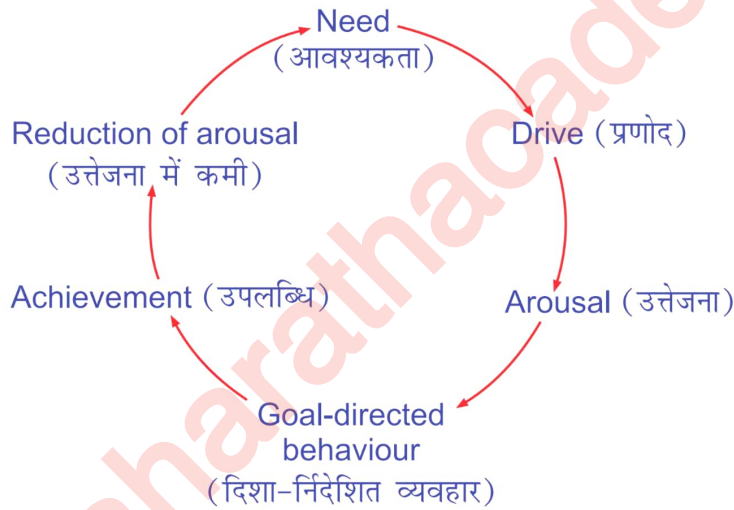 Need
(आवश्यकता)
Drive (प्रणोद)
Arousal (उत्तेजना)
Goal-directed
behaviour
(दिशा-र्निदेशित व्यवहार)
Achievement (उपलब्धि)
Reduction of arousal
(उत्तेजना में कमी)